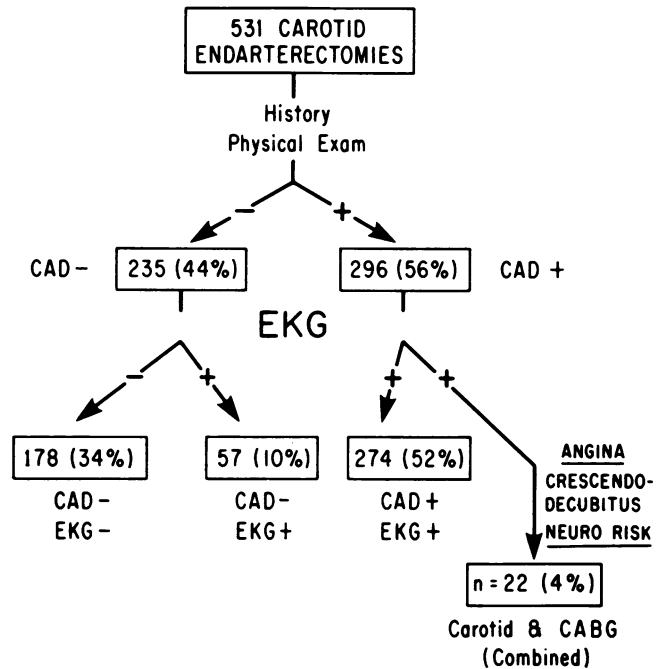 531 CAROTID
ENDARTERECTOMIES
History
Physical Exam
− +
CAD− 235 (44%) 296 (56%) CAD +
EKG
− + + +
178 (34%) 57 (10%) 274 (52%)
CAD− CAD− CAD+
EKG− EKG+ EKG+
ANGINA
CRESCENDO-
DECUBITUS
NEURO RISK
n = 22 (4%)
Carotid & CABG
(Combined)